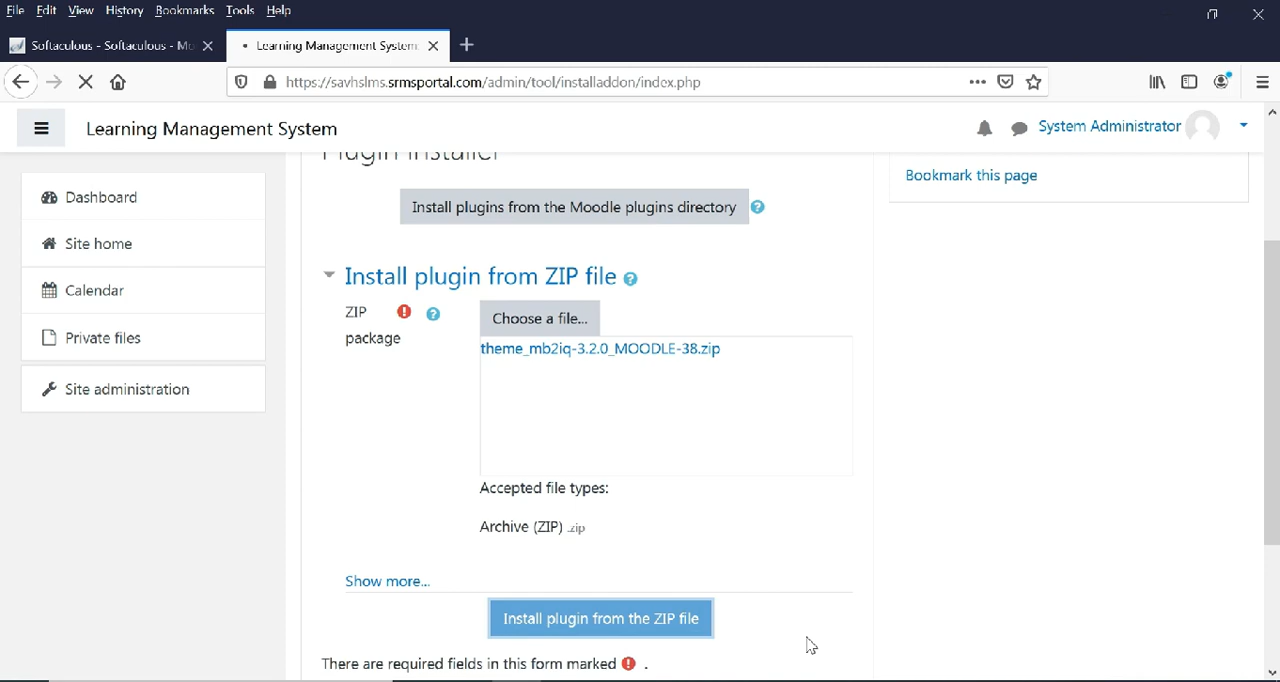 File Edit View History Bookmarks Tools Help
Softaculous - Softaculous - Mo
Learning Management System
https://savhslms.srmsportal.com/admin/tool/installaddon/index.php
Learning Management System
System Administrator
Plugin installer
Bookmark this page
Dashboard
Site home
Calendar
Private files
Site administration
Install plugins from the Moodle plugins directory
Install plugin from ZIP file
ZIP package
Choose a file...
theme_mb2iq-3.2.0_MOODLE-38.zip
Accepted file types:
Archive (ZIP) .zip
Show more...
Install plugin from the ZIP file
There are required fields in this form marked .